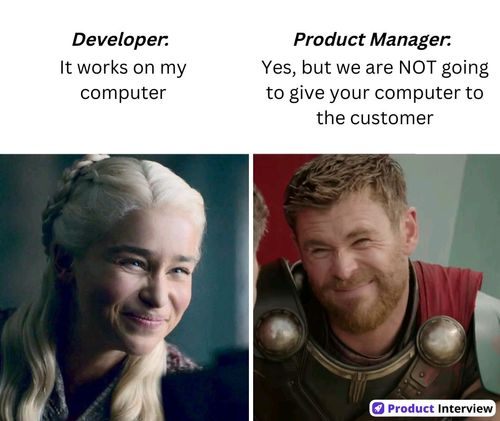 Developer:
It works on my
computer
Product Manager:
Yes, but we are NOT going
to give your computer to
the customer
Product Interview